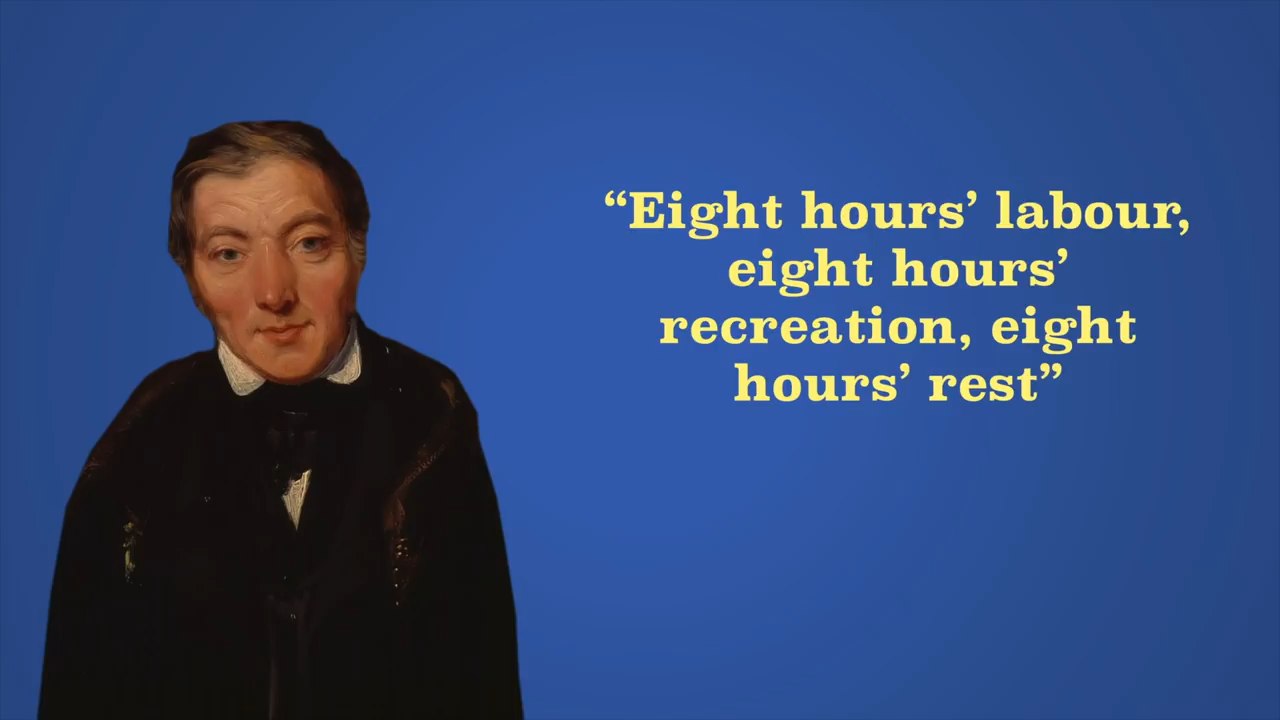 “Eight hours’ labour,
eight hours’
recreation, eight
hours’ rest”